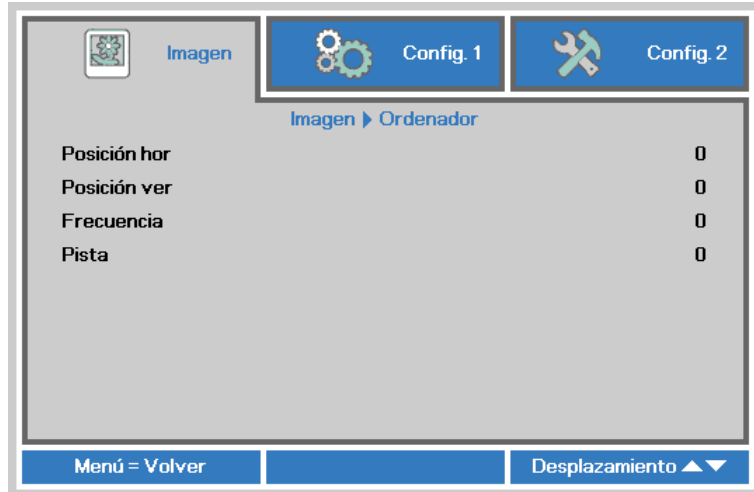 Imagen
Config. 1
Config. 2
Imagen ▶ Ordenador
Posición hor 0
Posición ver 0
Frecuencia 0
Pista 0
Menú = Volver
Desplazamiento ▲▼